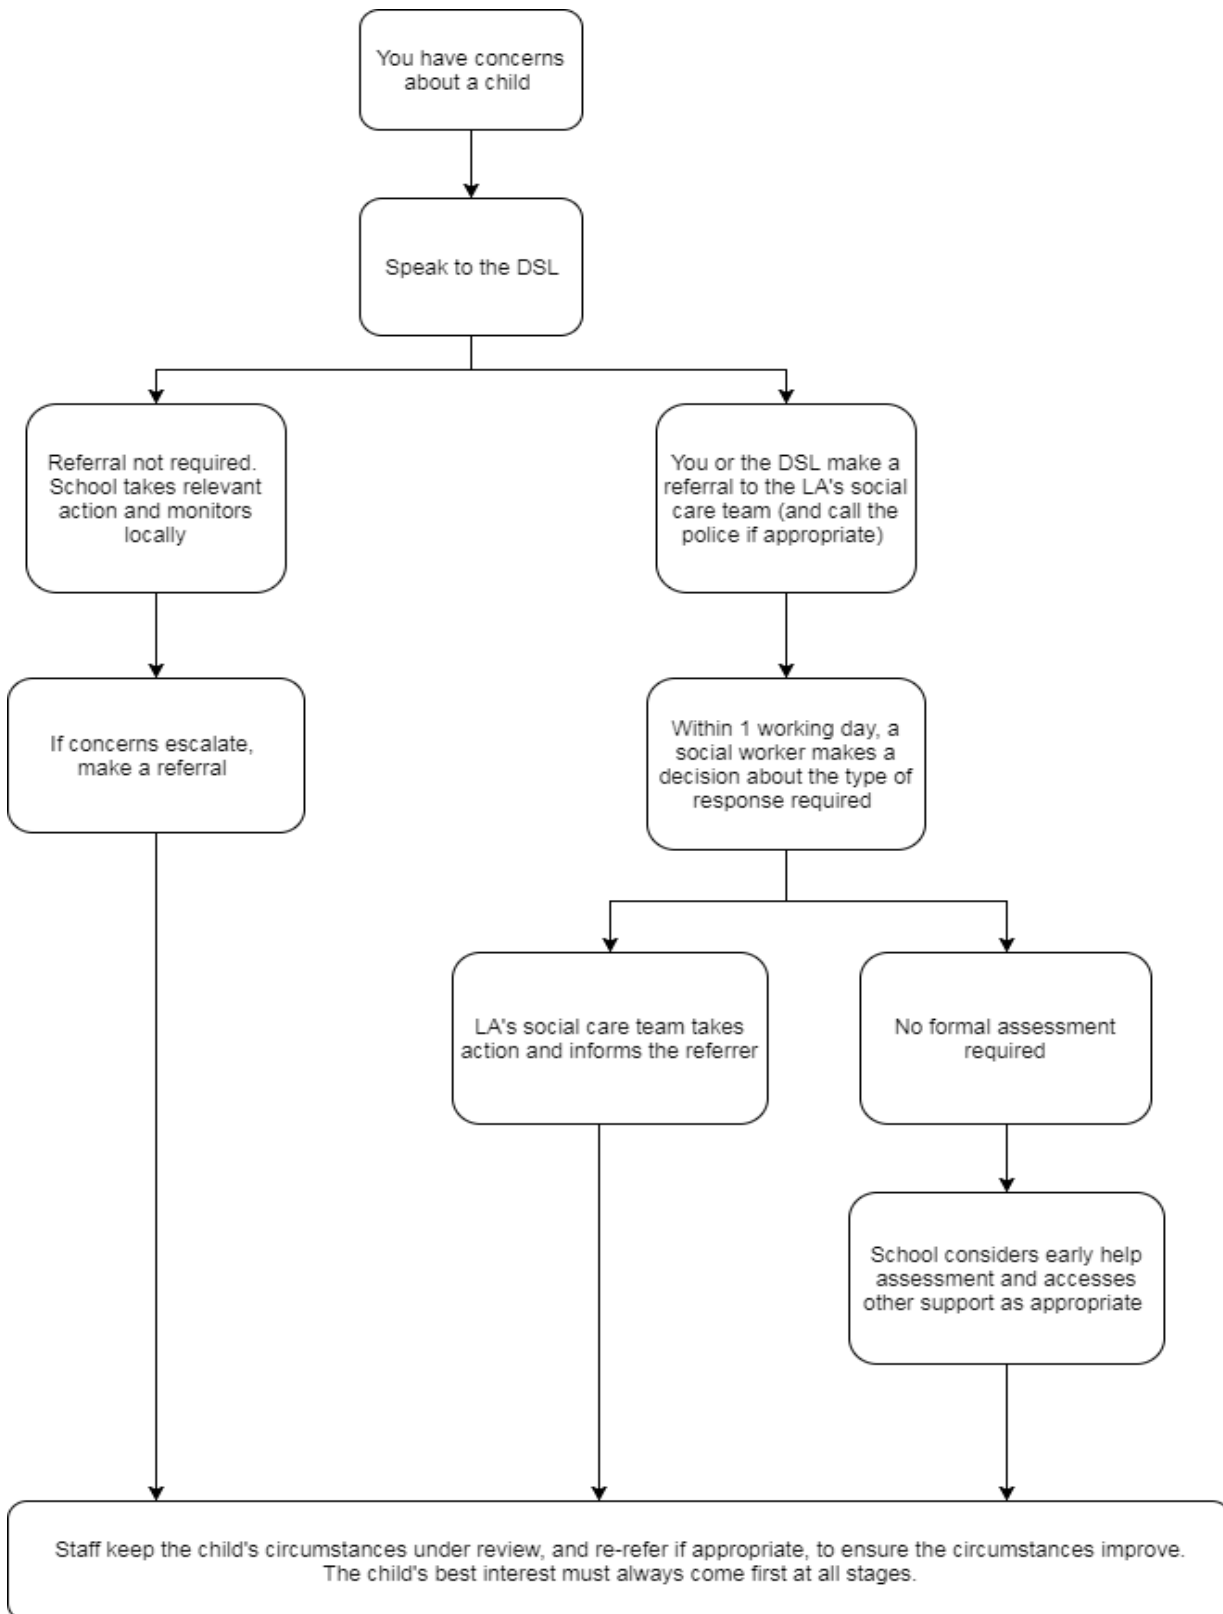 You have concerns
about a child
Speak to the DSL
Referral not required.
School takes relevant
action and monitors
locally
You or the DSL make a
referral to the LA's social
care team (and call the
police if appropriate)
If concerns escalate,
make a referral
Within 1 working day, a
social worker makes a
decision about the type of
response required
LA's social care team takes
action and informs the referrer
No formal assessment
required
School considers early help
assessment and accesses
other support as appropriate
Staff keep the child's circumstances under review, and re-refer if appropriate, to ensure the circumstances improve.
The child's best interest must always come first at all stages.